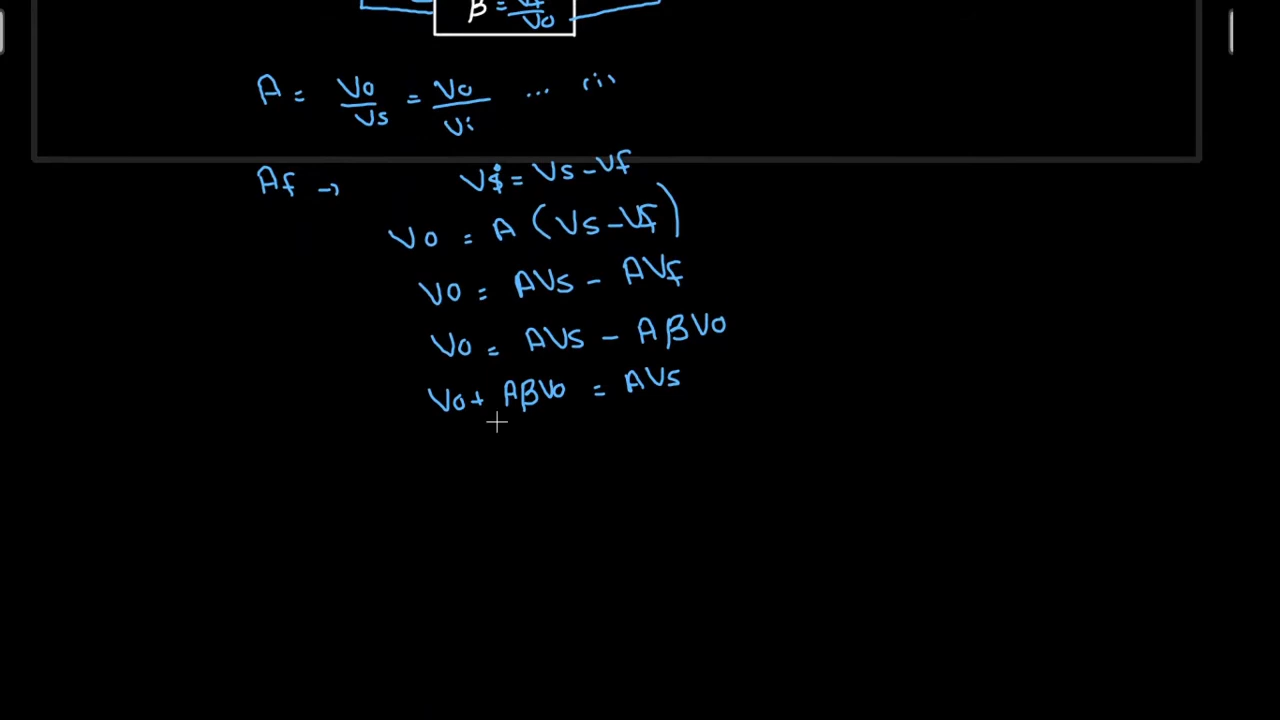 β = Vf/Vo
A = Vo/Vs = Vo/Vi ... (i)
Af → Vi = Vs - Vf
Vo = A (Vs - Vf)
Vo = AVs - AVf
Vo = AVs - AβVo
Vo + AβVo = AVs